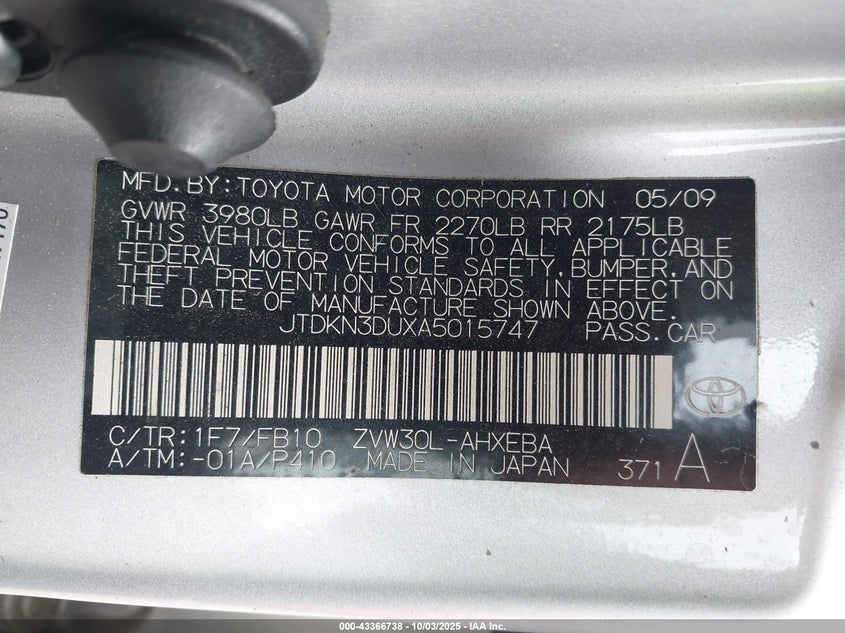 MFD.BY:TOYOTA MOTOR CORPORATION 05/09
GVWR 3980LB GAWR FR 2270LB RR 2175LB
THIS VEHICLE CONFORMS TO ALL APPLICABLE
FEDERAL MOTOR VEHICLE SAFETY,BUMPER,AND
THEFT PREVENTION STANDARDS IN EFFECT ON
THE DATE OF MANUFACTURE SHOWN ABOVE.
JTDKN3DUXA5015747 PASS.CAR
C/TR:1F7/FB10 ZVW30L-AHXEBA
A/TM:-01A/P410 MADE IN JAPAN 371 A
000-43366738 - 10/03/2025 - IAA Inc.